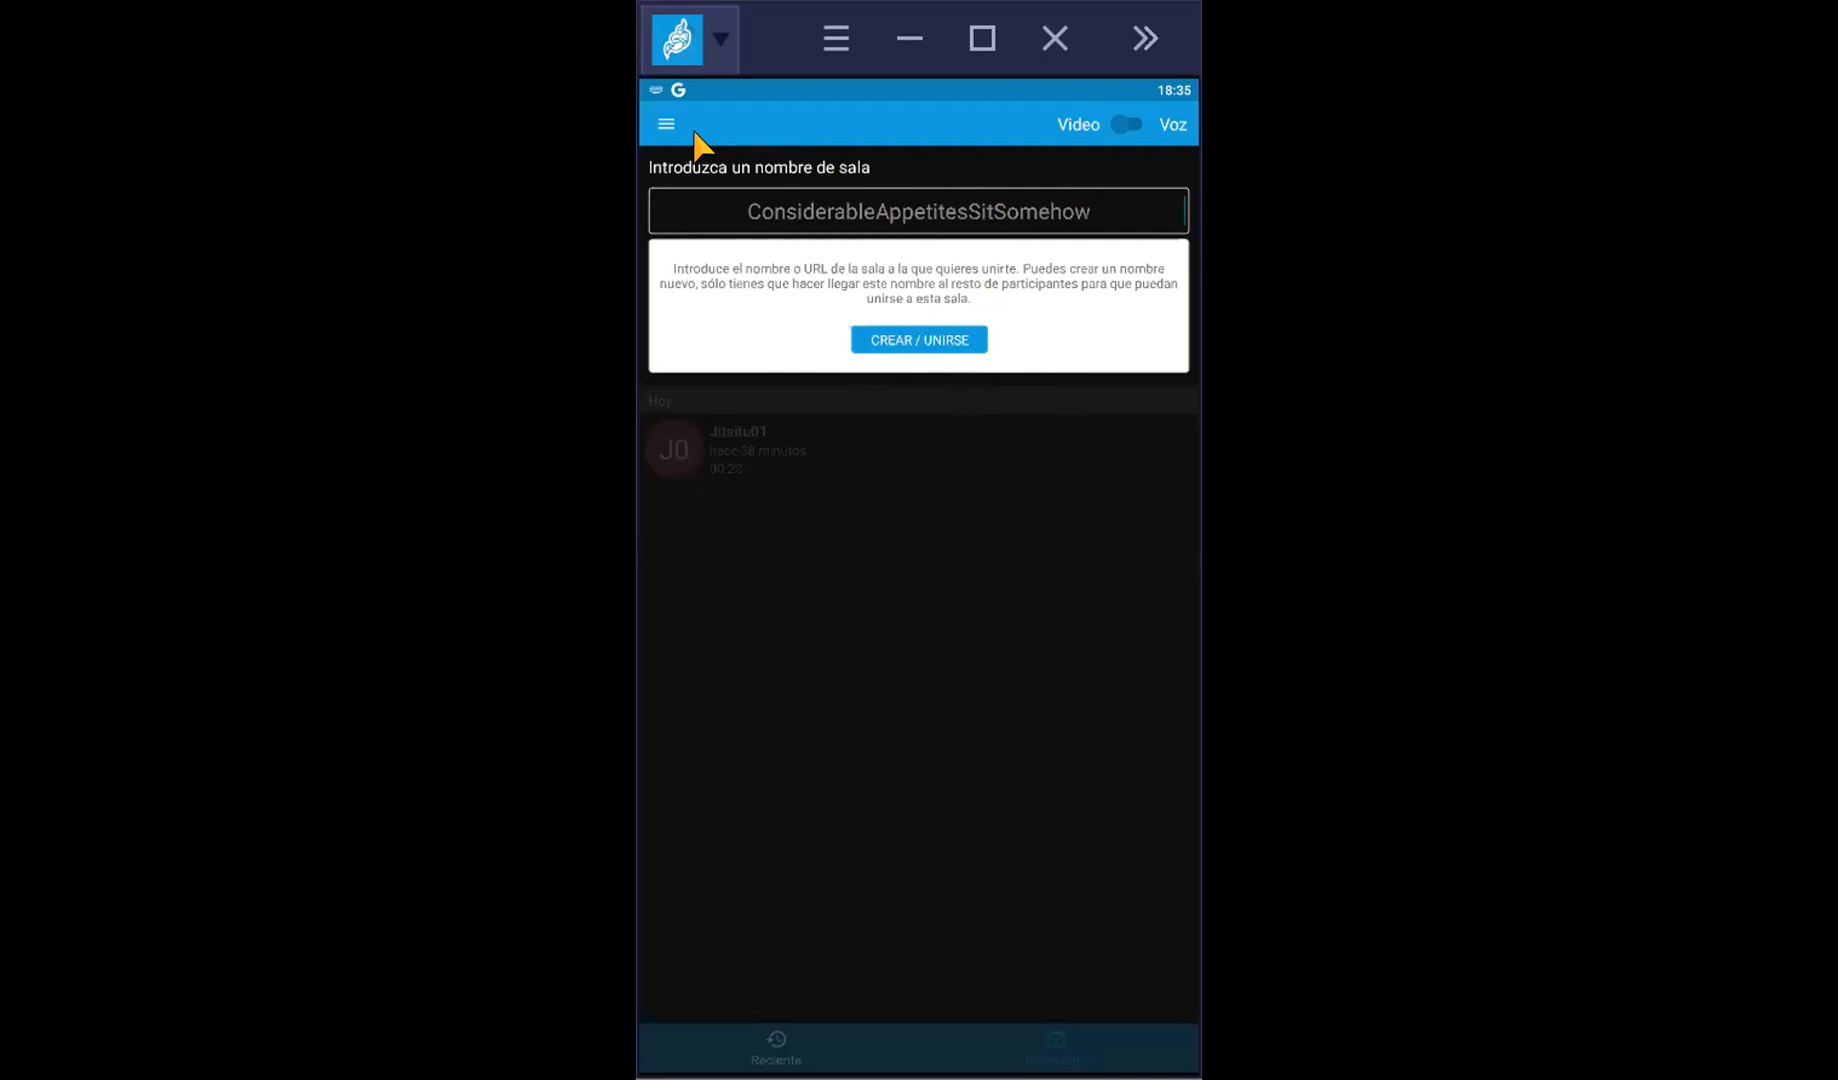 18:35
Video
Voz
Introduzca un nombre de sala
ConsiderableAppetitesSitSomehow
Introduce el nombre o URL de la sala a la que quieres unirte. Puedes crear un nombre
nuevo, sólo tienes que hacer llegar este nombre al resto de participantes para que puedan
unirse a esta sala.
CREAR / UNIRSE
Hoy
J0
Jitsitu01
hace 38 minutos
00:20
Reciente